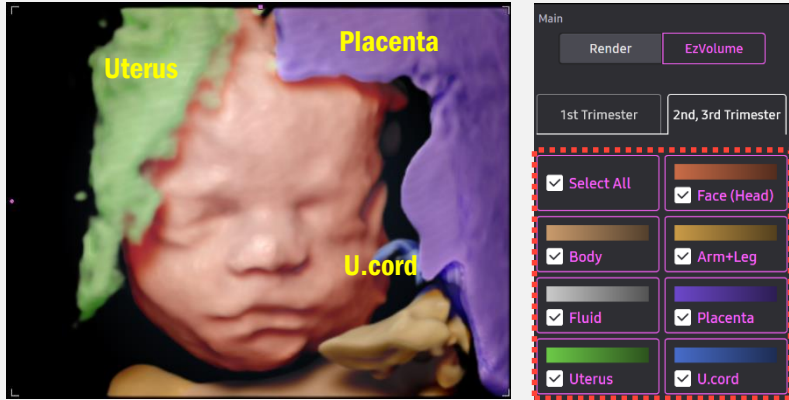 Uterus
Placenta
U.cord
Main
Render
EzVolume
1st Trimester
2nd, 3rd Trimester
Select All
Face (Head)
Body
Arm+Leg
Fluid
Placenta
Uterus
U.cord